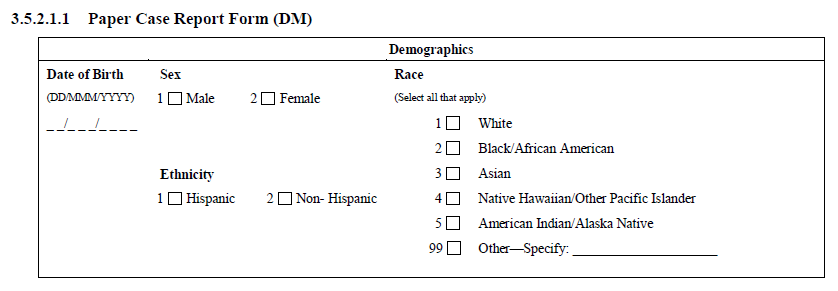 3.5.2.1.1 Paper Case Report Form (DM)
Demographics
Date of Birth Sex Race
(DD/MMM/YYYY) 1 ☐ Male 2 ☐ Female (Select all that apply)
_ _/_ _ _/_ _ _ _ 1 ☐ White
2 ☐ Black/African American
Ethnicity 3 ☐ Asian
1 ☐ Hispanic 2 ☐ Non- Hispanic 4 ☐ Native Hawaiian/Other Pacific Islander
5 ☐ American Indian/Alaska Native
99 ☐ Other—Specify: ____________________